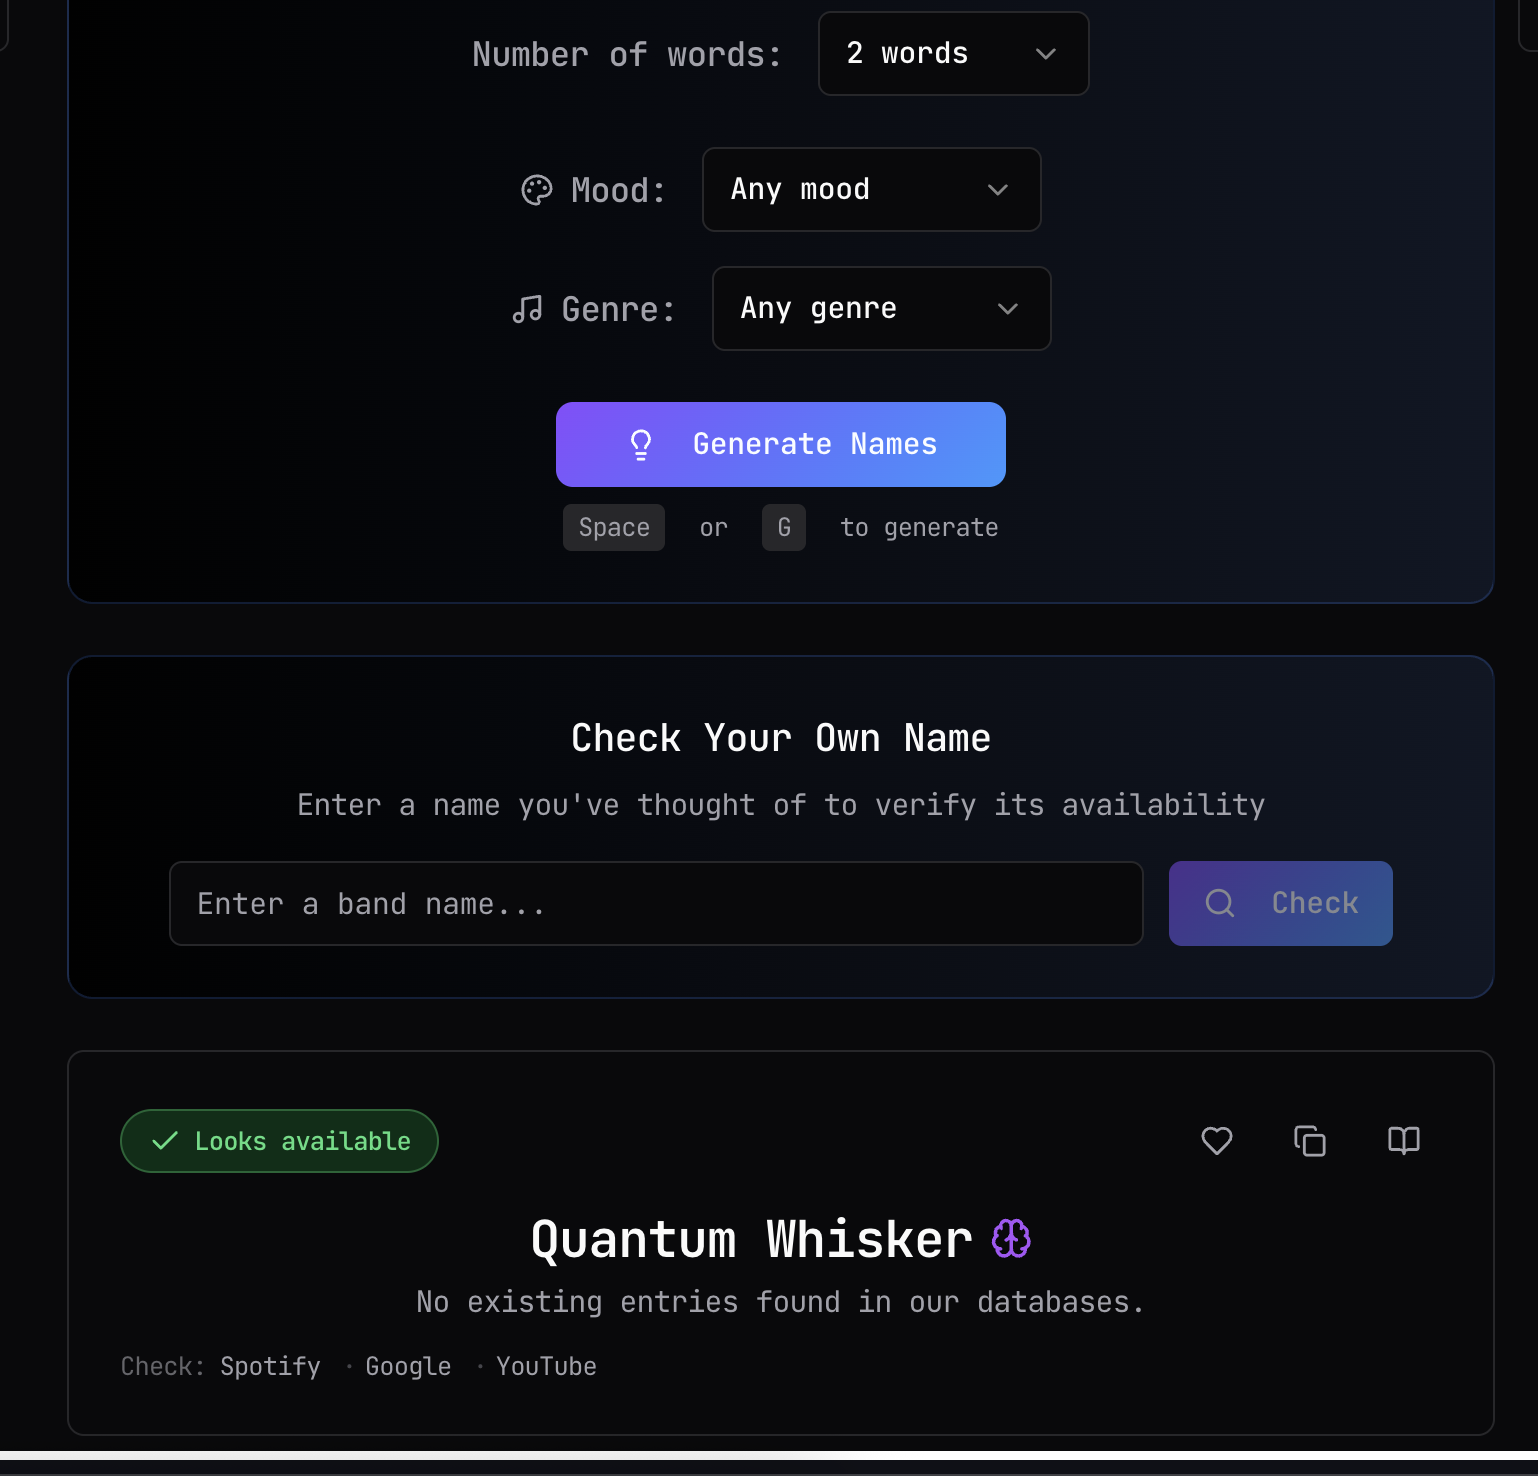 Number of words: 2 words
Mood: Any mood
Genre: Any genre
Generate Names
Space or G to generate
Check Your Own Name
Enter a name you've thought of to verify its availability
Enter a band name...
Check
Looks available
Quantum Whisker
No existing entries found in our databases.
Check: Spotify · Google · YouTube